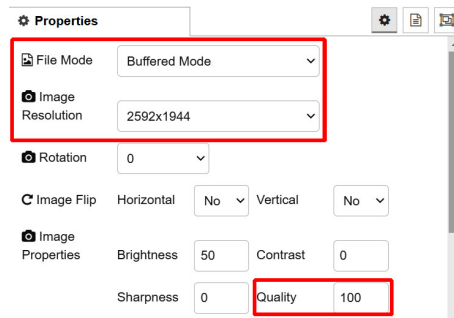 Properties
File Mode Buffered Mode
Image
Resolution 2592x1944
Rotation 0
Image Flip Horizontal No Vertical No
Image
Properties Brightness 50 Contrast 0
Sharpness 0 Quality 100